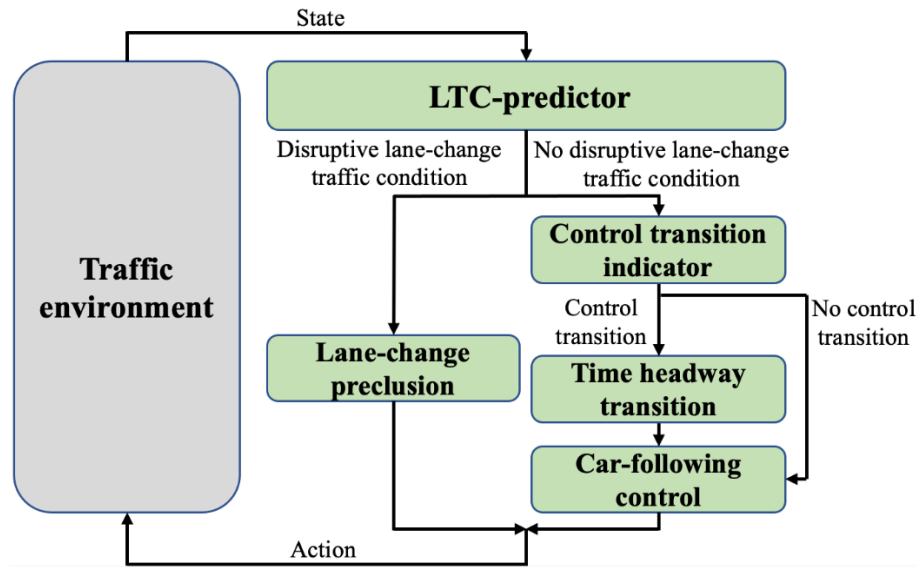 State
LTC-predictor
Disruptive lane-change
traffic condition
No disruptive lane-change
traffic condition
Traffic
environment
Control transition
indicator
Control
transition
No control
transition
Lane-change
preclusion
Time headway
transition
Car-following
control
Action